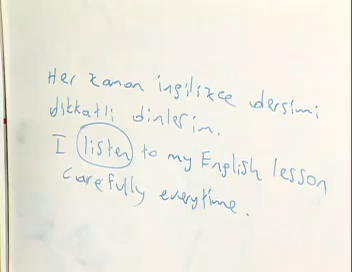 Her zaman ingilizce dersimi
dikkatli dinlerim.
I listen to my English lesson
carefully everytime.